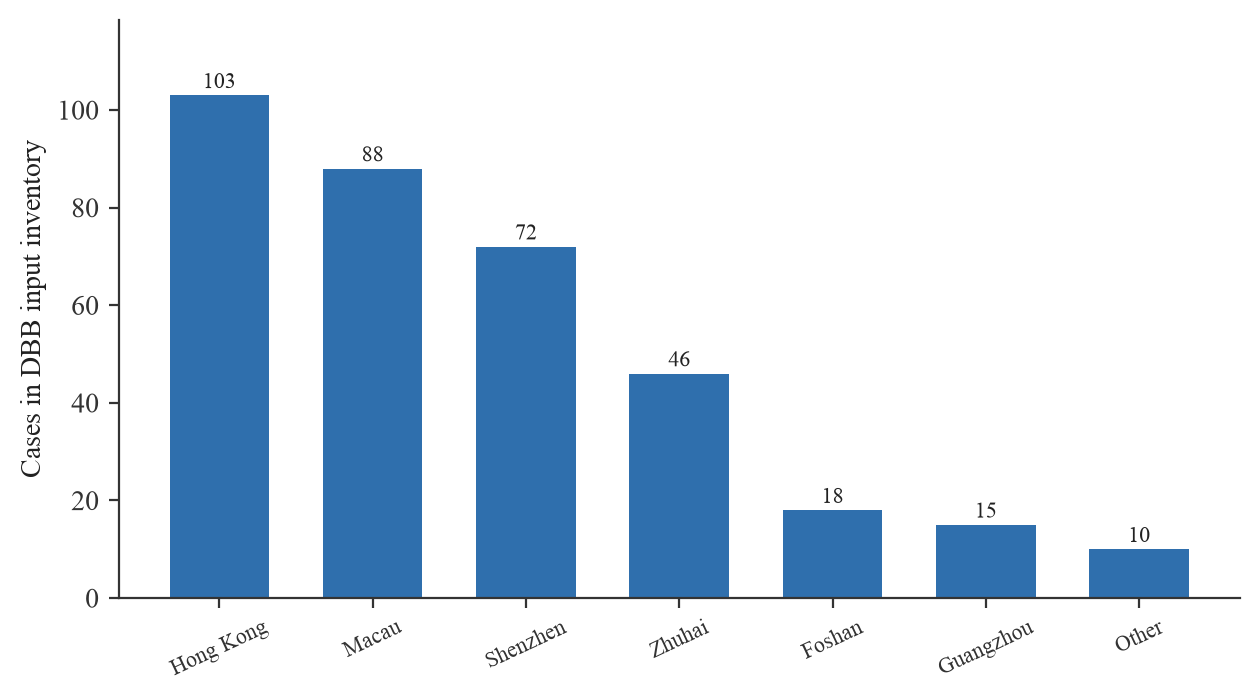 103
88
72
46
18
15
10
100
80
60
40
20
0
Cases in DBB input inventory
Hong Kong
Macau
Shenzhen
Zhuhai
Foshan
Guangzhou
Other